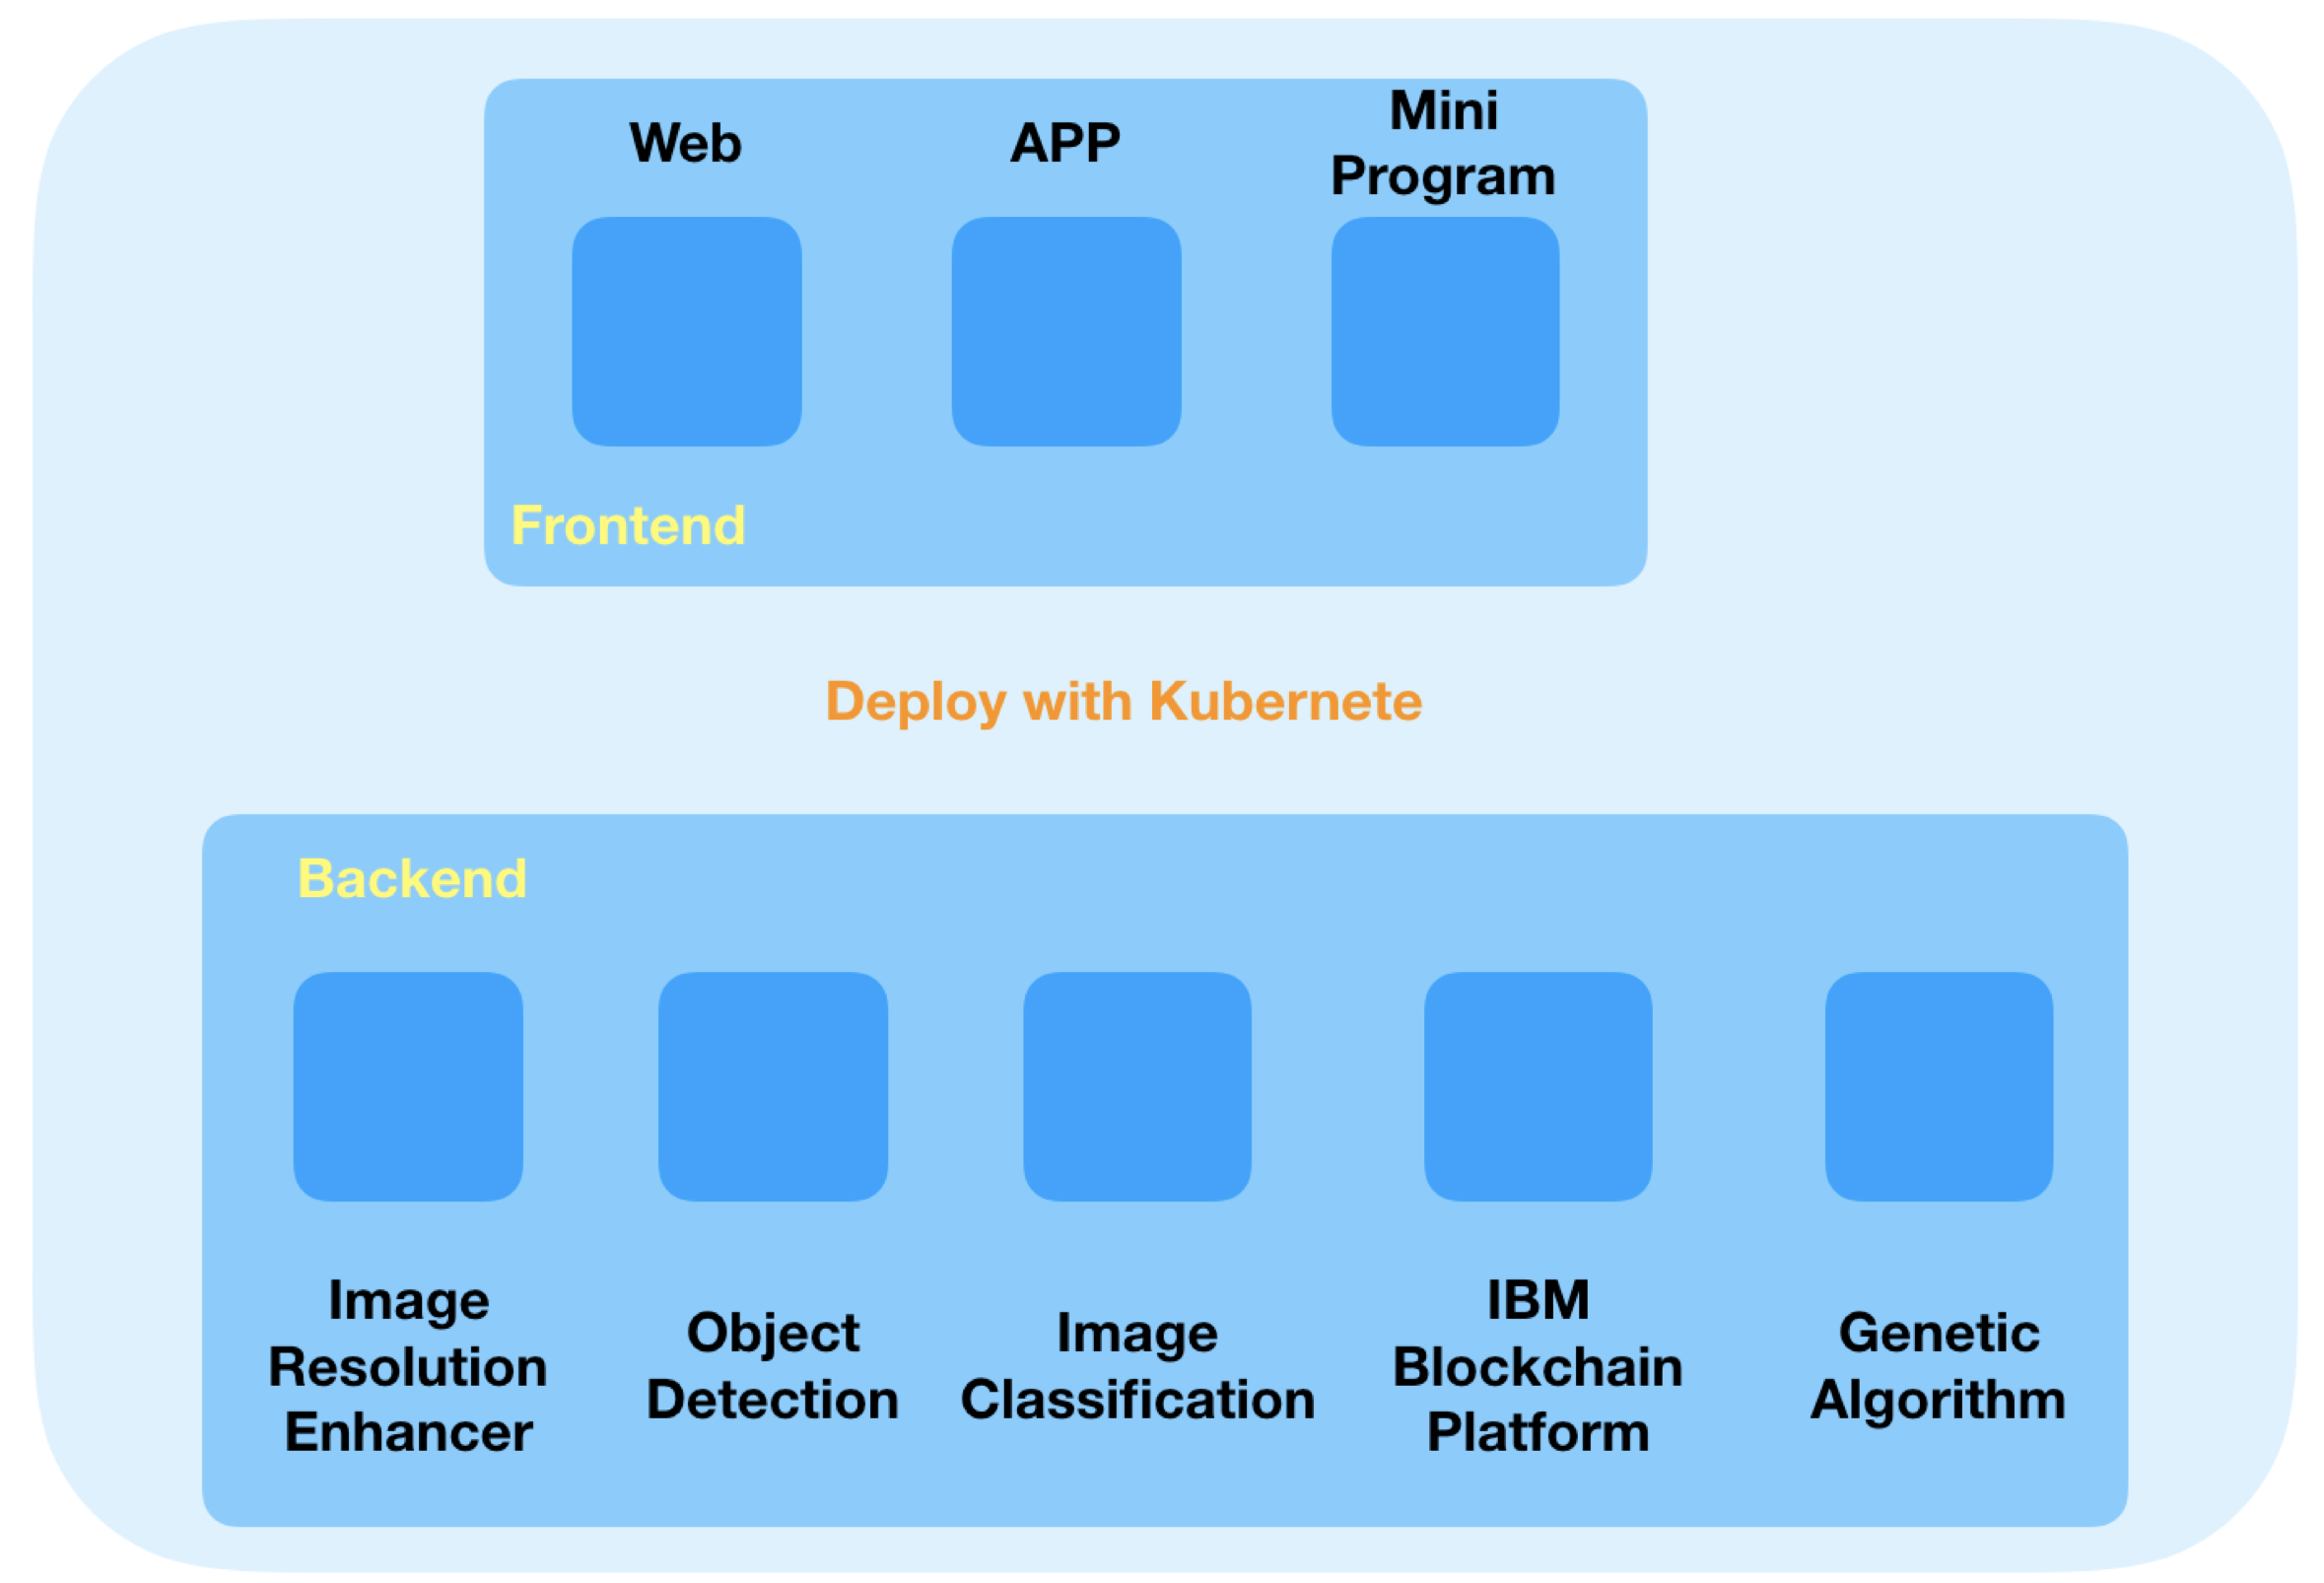 Web
APP
Mini
Program
Frontend
Deploy with Kubernete
Backend
Image
Resolution
Enhancer
Object
Detection
Image
Classification
IBM
Blockchain
Platform
Genetic
Algorithm